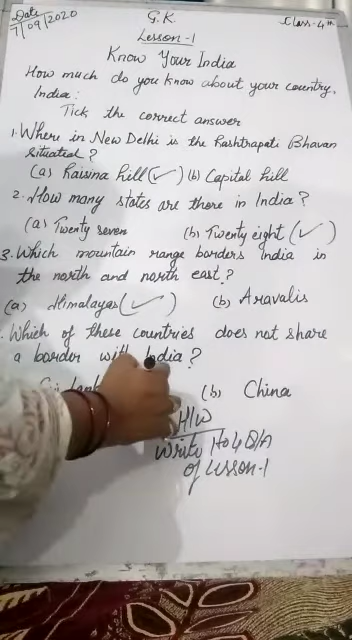 Date
7/09/2020
G.K.
Class-4th
Lesson-1
Know Your India
How much do you know about your country,
India:
Tick the correct answer
1. Where in New Delhi is the Rashtrapati Bhavan
situated?
(a) Raisina hill (✓) (b) Capital hill
2. How many states are there in India?
(a) Twenty seven (b) Twenty eight (✓)
3. Which mountain range borders India in
the north and north east?
(a) Himalayas (✓) (b) Aravalis
Which of these countries does not share
a border with India?
(b) China
H/W
Write 1 to 4 Q/A
of Lesson-1